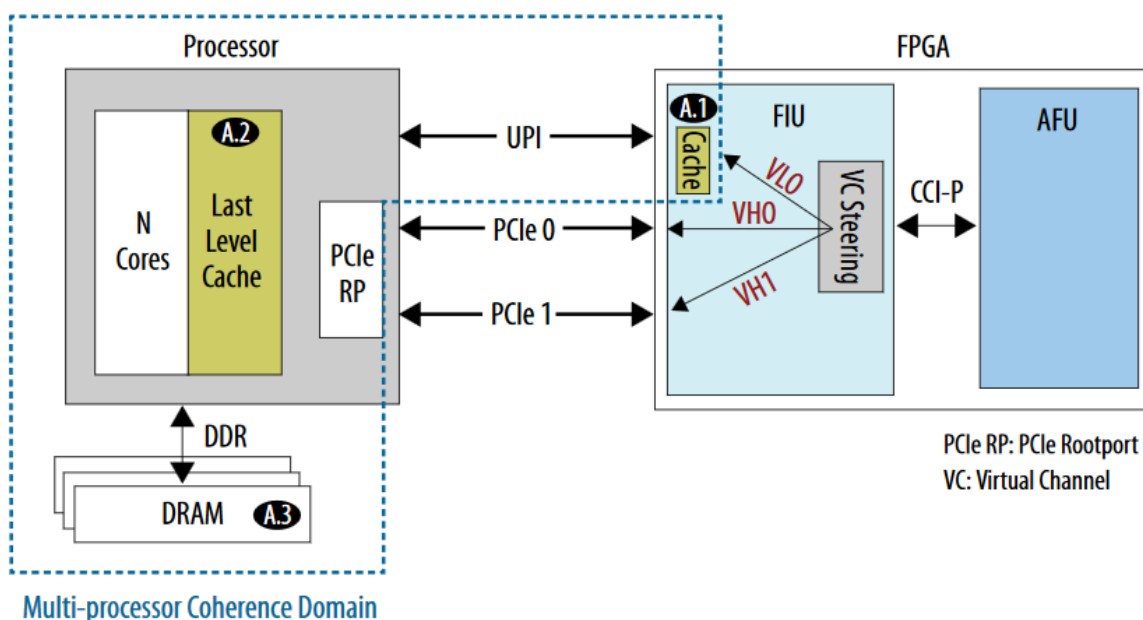 Processor
FPGA
A.2
Last
Level
Cache
N
Cores
PCIe
RP
UPI
PCIe 0
PCIe 1
A.1
Cache
FIU
VL0
VH0
VH1
VC Steering
CCI-P
AFU
DDR
DRAM
A.3
PCIe RP: PCIe Rootport
VC: Virtual Channel
Multi-processor Coherence Domain